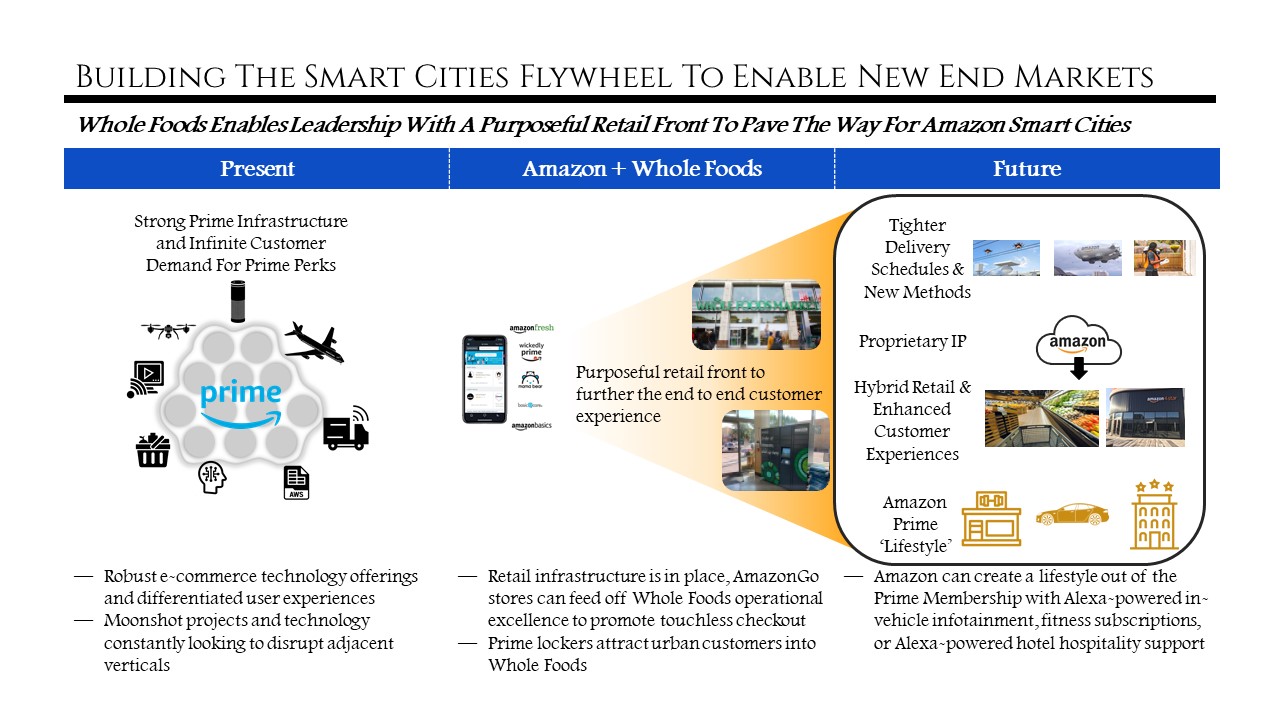 Building The Smart Cities Flywheel To Enable New End Markets
Whole Foods Enables Leadership With A Purposeful Retail Front To Pave The Way For Amazon Smart Cities
Present
Amazon + Whole Foods
Future
Strong Prime Infrastructure
and Infinite Customer
Demand For Prime Perks
prime
AWS
amazonfresh
wickedly
prime
mama bear
amazonbasics
WHOLE FOODS MARKET
Purposeful retail front to
further the end to end customer
experience
Tighter
Delivery
Schedules &
New Methods
Proprietary IP
amazon
Hybrid Retail &
Enhanced
Customer
Experiences
Amazon
Prime
‘Lifestyle’
— Robust e-commerce technology offerings
and differentiated user experiences
— Moonshot projects and technology
constantly looking to disrupt adjacent
verticals
— Retail infrastructure is in place, AmazonGo
stores can feed off Whole Foods operational
excellence to promote touchless checkout
— Prime lockers attract urban customers into
Whole Foods
— Amazon can create a lifestyle out of the
Prime Membership with Alexa-powered in-
vehicle infotainment, fitness subscriptions,
or Alexa-powered hotel hospitality support